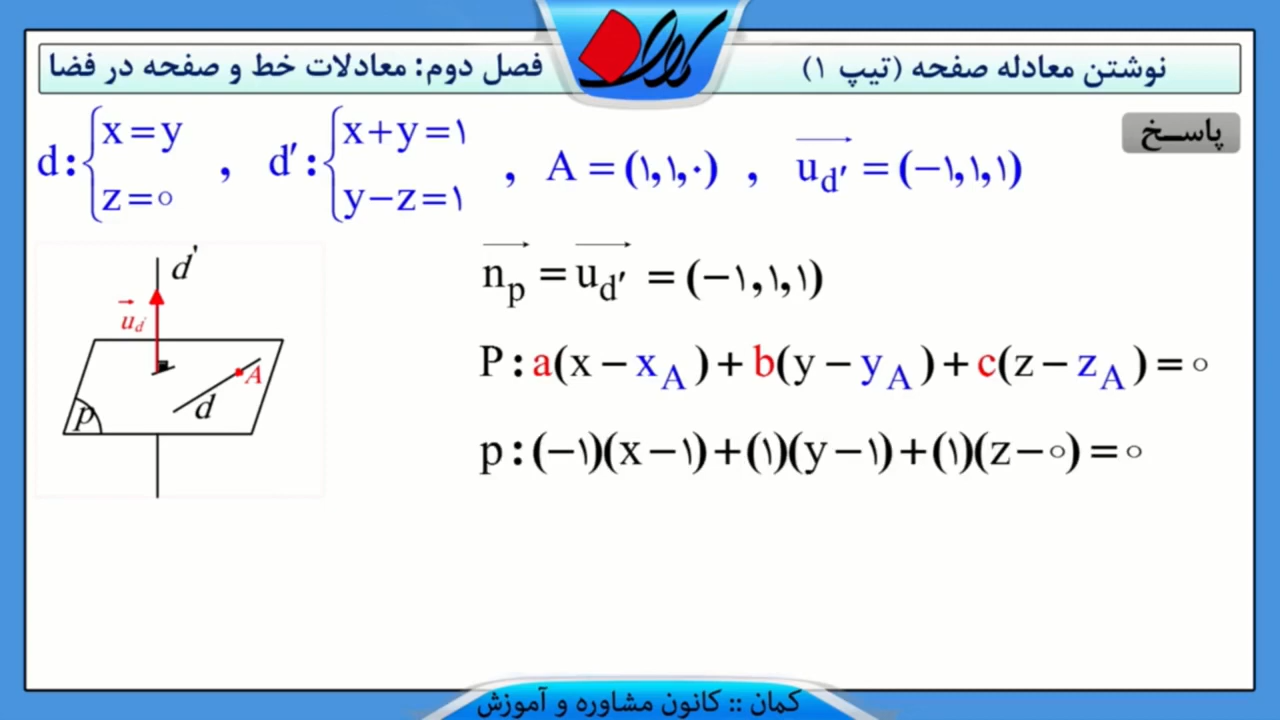 نوشتن معادله صفحه (تیپ ۱)
فصل دوم: معادلات خط و صفحه در فضا
پاســخ
d: { x=y , z=۰ , d′: { x+y=۱ , y−z=۱ , A = (۱,۱,۰) , u_d′ = (−۱,۱,۱)
n_p = u_d′ = (−۱,۱,۱)
P: a(x − x_A) + b(y − y_A) + c(z − z_A) = ۰
p: (−۱)(x − ۱) + (۱)(y − ۱) + (۱)(z − ۰) = ۰
d'
u_d'
A
d
p
کمان :: کانون مشاوره و آموزش